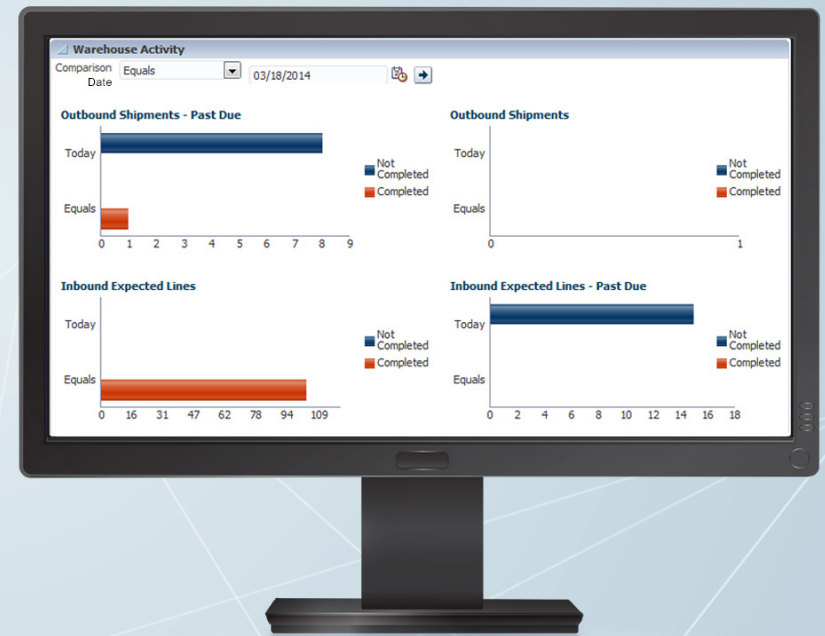 Warehouse Activity
Comparison Date Equals 03/18/2014
Outbound Shipments - Past Due
Today
Equals
0 1 2 3 4 5 6 7 8 9
Not
Completed
Completed
Outbound Shipments
Today
Equals
0 1
Not
Completed
Completed
Inbound Expected Lines
Today
Equals
0 16 31 47 62 78 94 109
Not
Completed
Completed
Inbound Expected Lines - Past Due
Today
Equals
0 2 4 6 8 10 12 14 16 18
Not
Completed
Completed